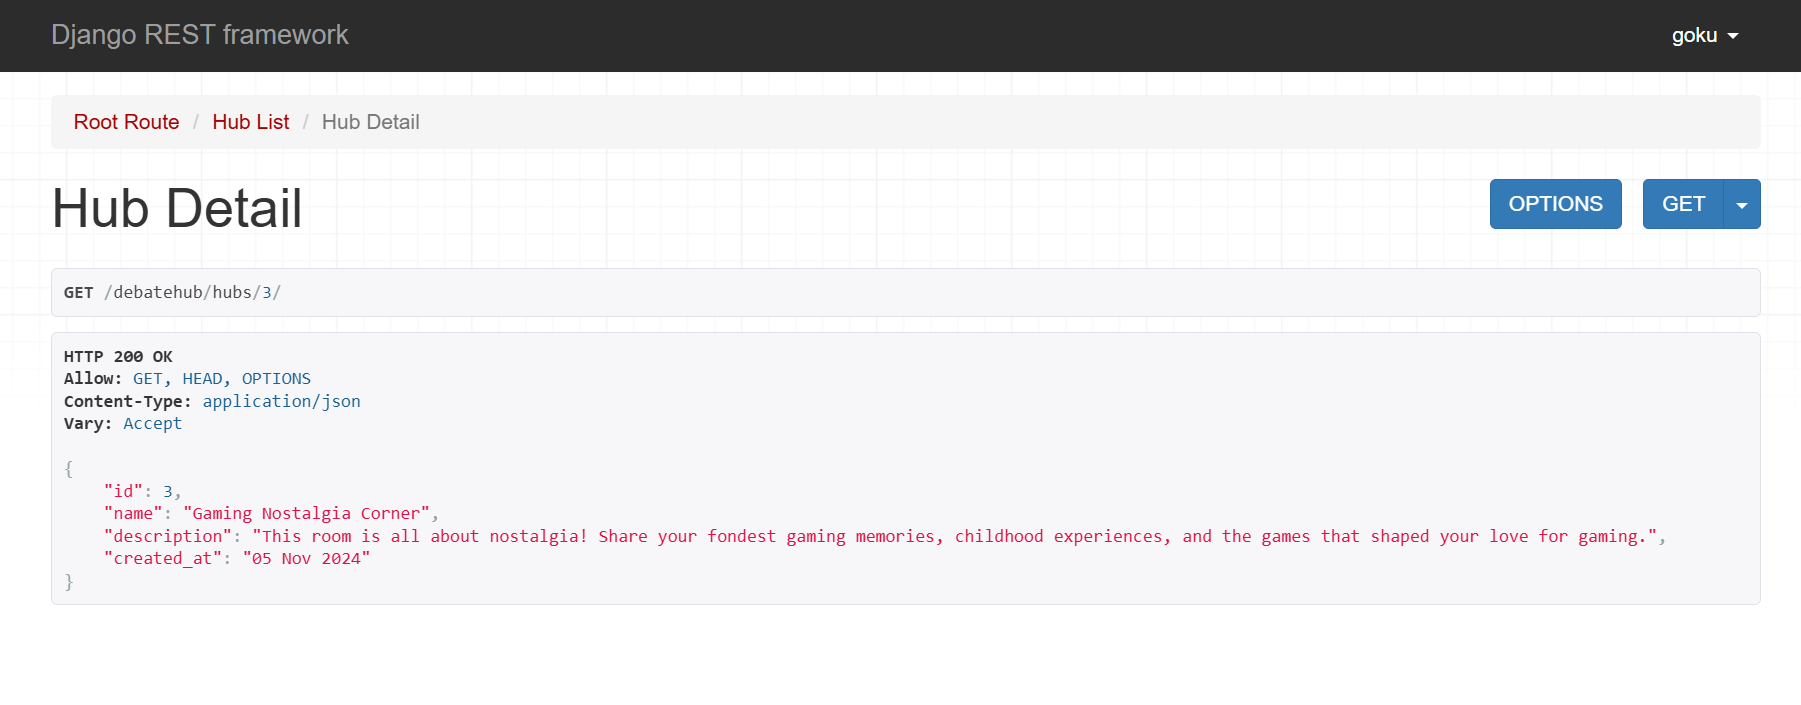 Django REST framework
goku
Root Route / Hub List / Hub Detail
Hub Detail
OPTIONS
GET
GET /debatehub/hubs/3/
HTTP 200 OK
Allow: GET, HEAD, OPTIONS
Content-Type: application/json
Vary: Accept
{
    "id": 3,
    "name": "Gaming Nostalgia Corner",
    "description": "This room is all about nostalgia! Share your fondest gaming memories, childhood experiences, and the games that shaped your love for gaming.",
    "created_at": "05 Nov 2024"
}